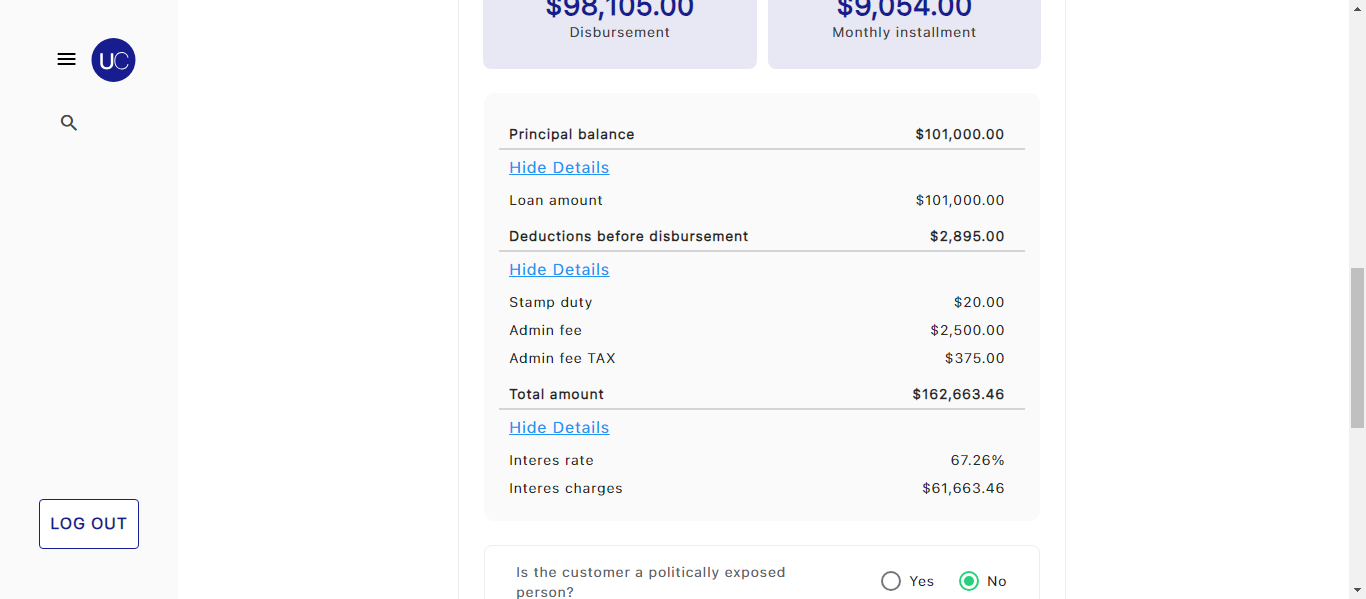 $98,105.00
Disbursement
$9,054.00
Monthly installment
UC
Principal balance $101,000.00
Hide Details
Loan amount $101,000.00
Deductions before disbursement $2,895.00
Hide Details
Stamp duty $20.00
Admin fee $2,500.00
Admin fee TAX $375.00
Total amount $162,663.46
Hide Details
Interes rate 67.26%
Interes charges $61,663.46
LOG OUT
Is the customer a politically exposed
person?
Yes No